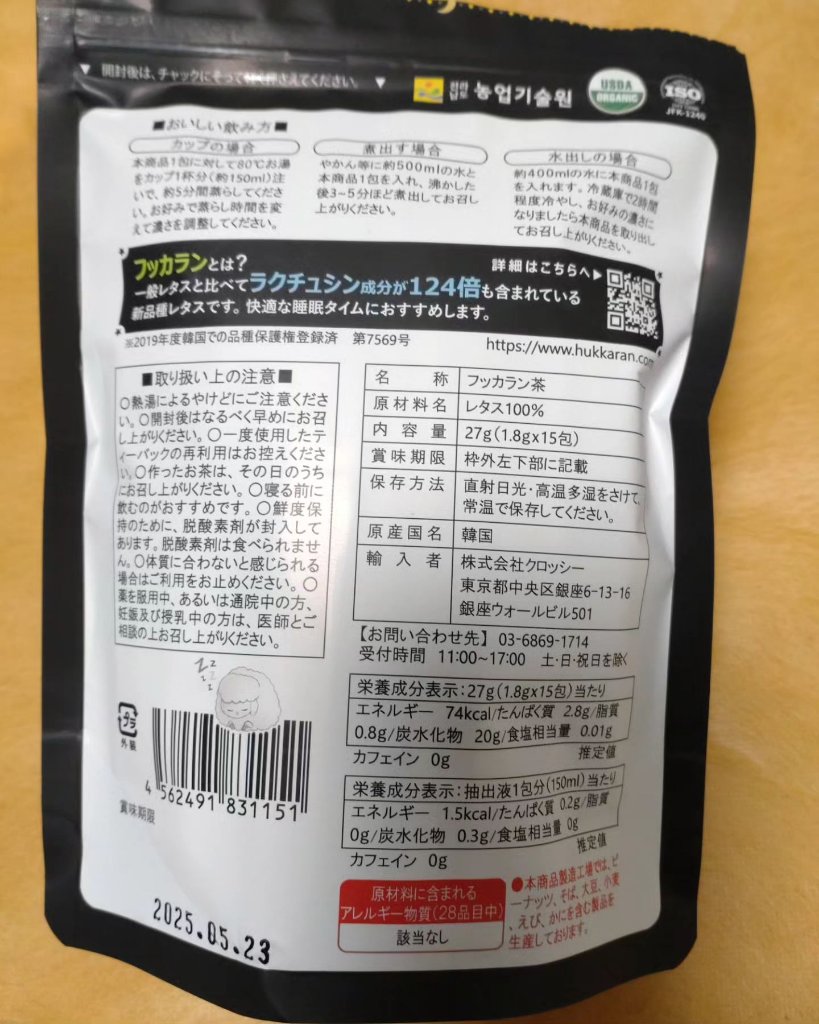 ▼ 開封後は、チャックにそって軽く押さえてください。 ▼
전라남도 농업기술원
USDA
ORGANIC
ISO
JFK-1240
■おいしい飲み方■
カップの場合
本商品1包に対して80℃お湯
をカップ1杯分(約150ml)注
いで、約5分間蒸らしてくださ
い。お好みで蒸らし時間を変
えて濃さを調整してください。
煮出す場合
やかん等に約500mlの水と
本商品1包を入れ、沸かした
後3~5分ほど煮出してお召し
上がりください。
水出しの場合
約400mlの水に本商品1包
を入れます。冷蔵庫で2時間
程度冷やし、お好みの濃さに
なりましたら本商品を取り出し
てお召し上がりください。
フッカランとは?
詳細はこちらへ▶
一般レタスと比べてラクチュシン成分が124倍も含まれている
新品種レタスです。快適な睡眠タイムにおすすめします。
※2019年度韓国での品種保護権登録済 第7569号
https://www.hukkaran.com
■取り扱い上の注意■
○熱湯によるやけどにご注意くださ
い。○開封後はなるべく早めにお召
し上がりください。○一度使用したテ
ィーバックの再利用はお控えくださ
い。○作ったお茶は、その日のうち
にお召し上がりください。○寝る前に
飲むのがおすすめです。○鮮度保
持のために、脱酸素剤が封入して
あります。脱酸素剤は食べられませ
ん。○体質に合わないと感じられる
場合はご利用をお止めください。○
薬を服用中、あるいは通院中の方、
妊娠及び授乳中の方は、医師とご
相談の上お召し上がりください。
名称 フッカラン茶
原材料名 レタス100%
内容量 27g(1.8g×15包)
賞味期限 枠外左下部に記載
保存方法 直射日光・高温多湿をさけて、
常温で保存してください。
原産国名 韓国
輸入者 株式会社クロッシー
東京都中央区銀座6-13-16
銀座ウォールビル501
【お問い合わせ先】 03-6869-1714
受付時間 11:00~17:00 土・日・祝日を除く
栄養成分表示:27g(1.8g×15包)当たり
エネルギー 74kcal/たんぱく質 2.8g/脂質
0.8g/炭水化物 20g/食塩相当量 0.01g
カフェイン 0g 推定値
栄養成分表示:抽出液1包分(150ml)当たり
エネルギー 1.5kcal/たんぱく質 0.2g/脂質
0g/炭水化物 0.3g/食塩相当量 0g
カフェイン 0g 推定値
zzzz
プラ
外装
4 562491 831151
賞味期限
2025.05.23
原材料に含まれる
アレルギー物質(28品目中)
該当なし
●本商品製造工場では、ピ
ーナッツ、そば、大豆、小麦
、えび、かにを含む製品を
生産しております。